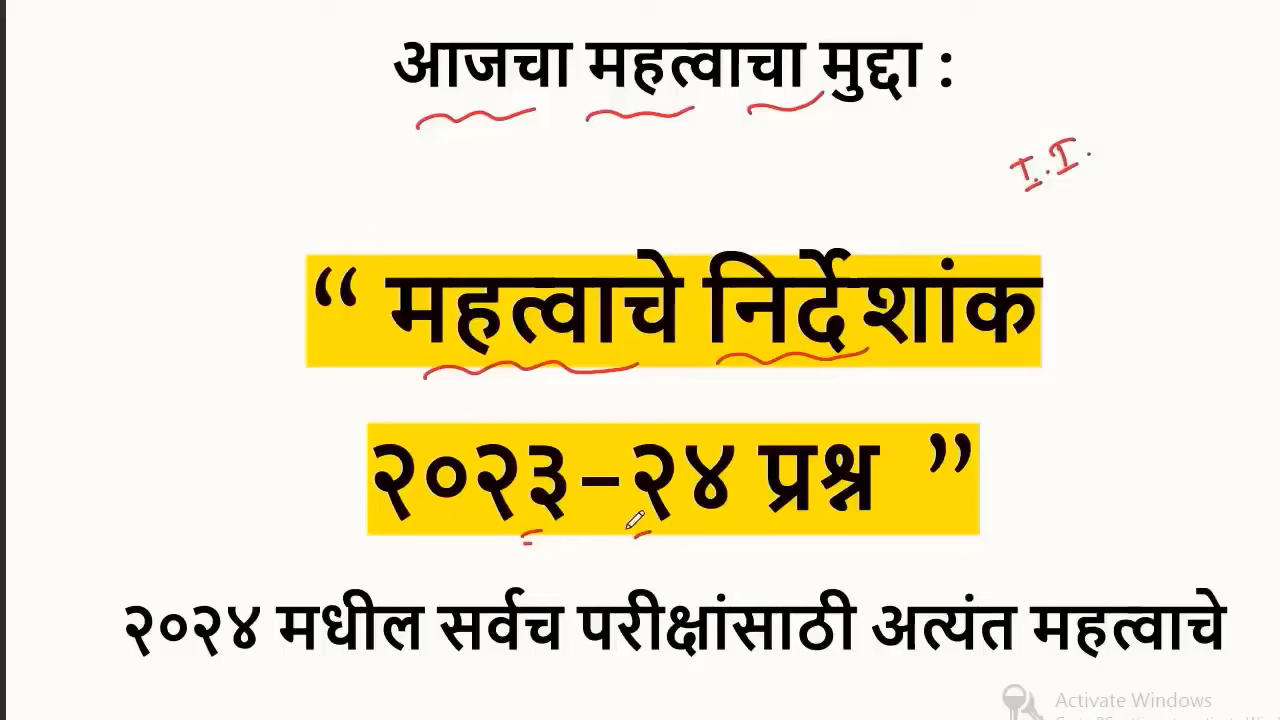 आजचा महत्वाचा मुद्दा :
I.I.
“ महत्वाचे निर्देशांक
२०२३-२४ प्रश्न ”
२०२४ मधील सर्वच परीक्षांसाठी अत्यंत महत्वाचे
Activate Windows